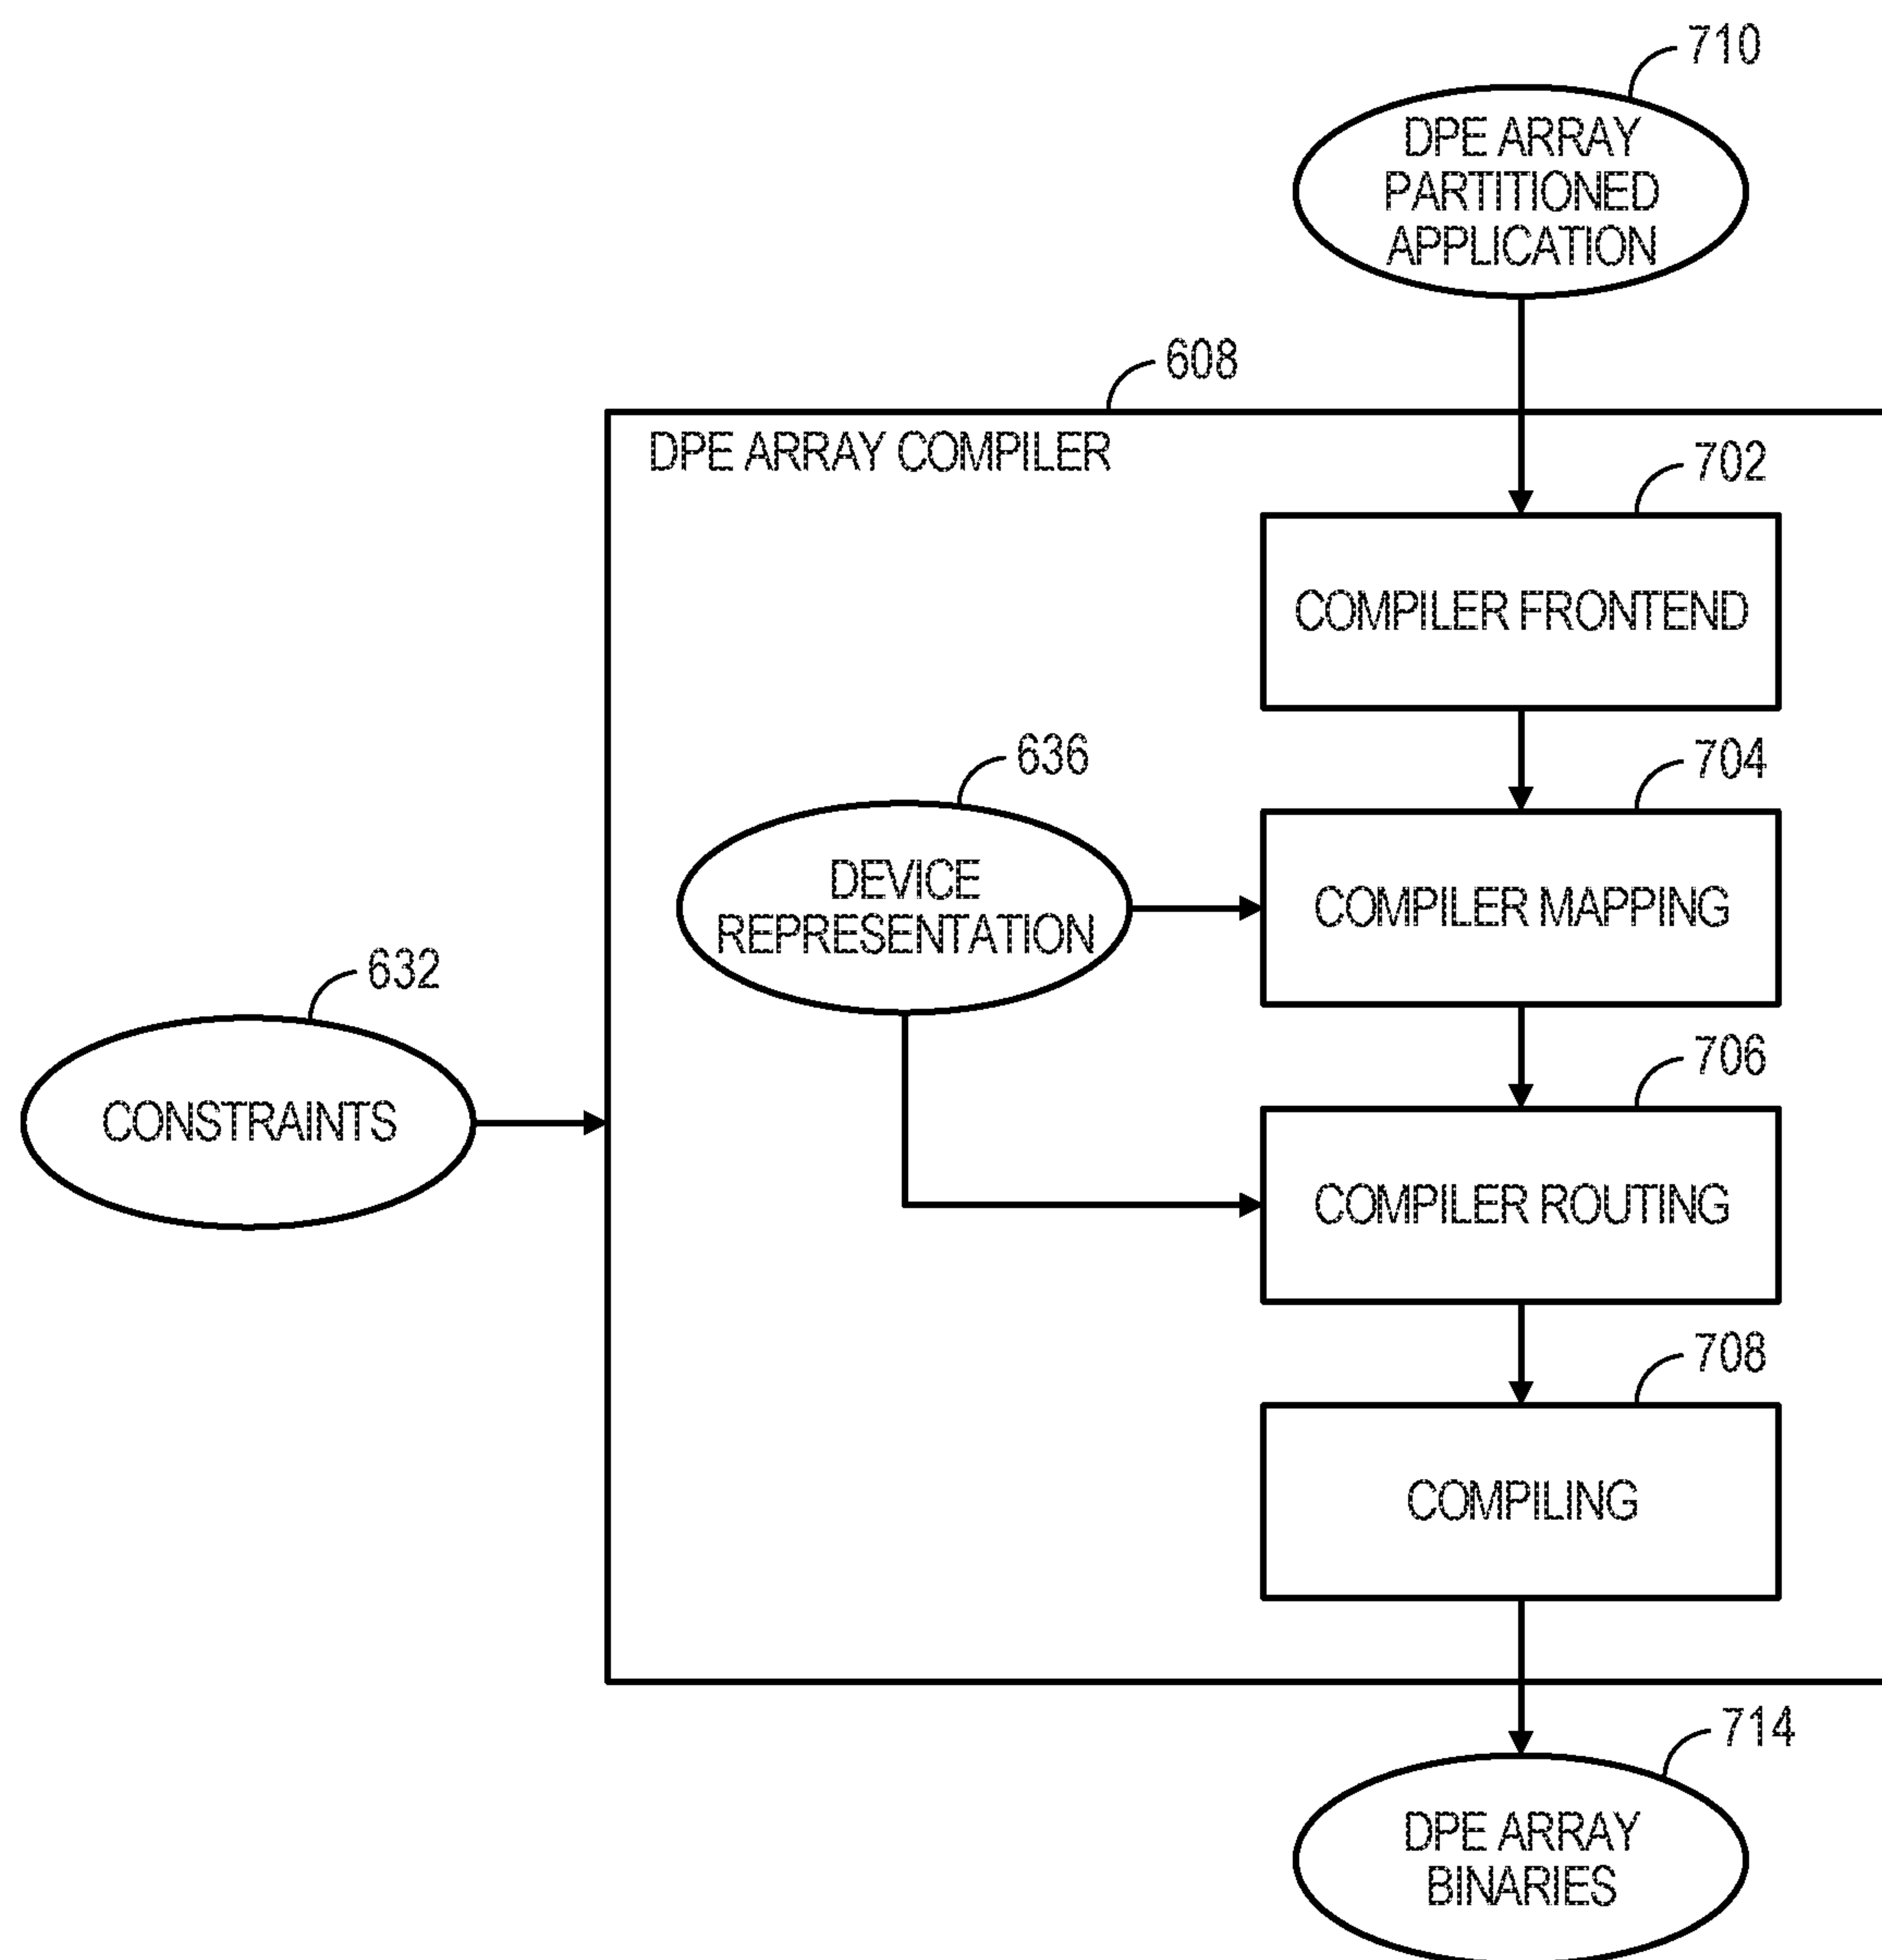 710
DPE ARRAY
PARTITIONED
APPLICATION
608
DPE ARRAY COMPILER
702
COMPILER FRONTEND
636
704
DEVICE
REPRESENTATION
COMPILER MAPPING
632
CONSTRAINTS
706
COMPILER ROUTING
708
COMPILING
714
DPE ARRAY
BINARIES